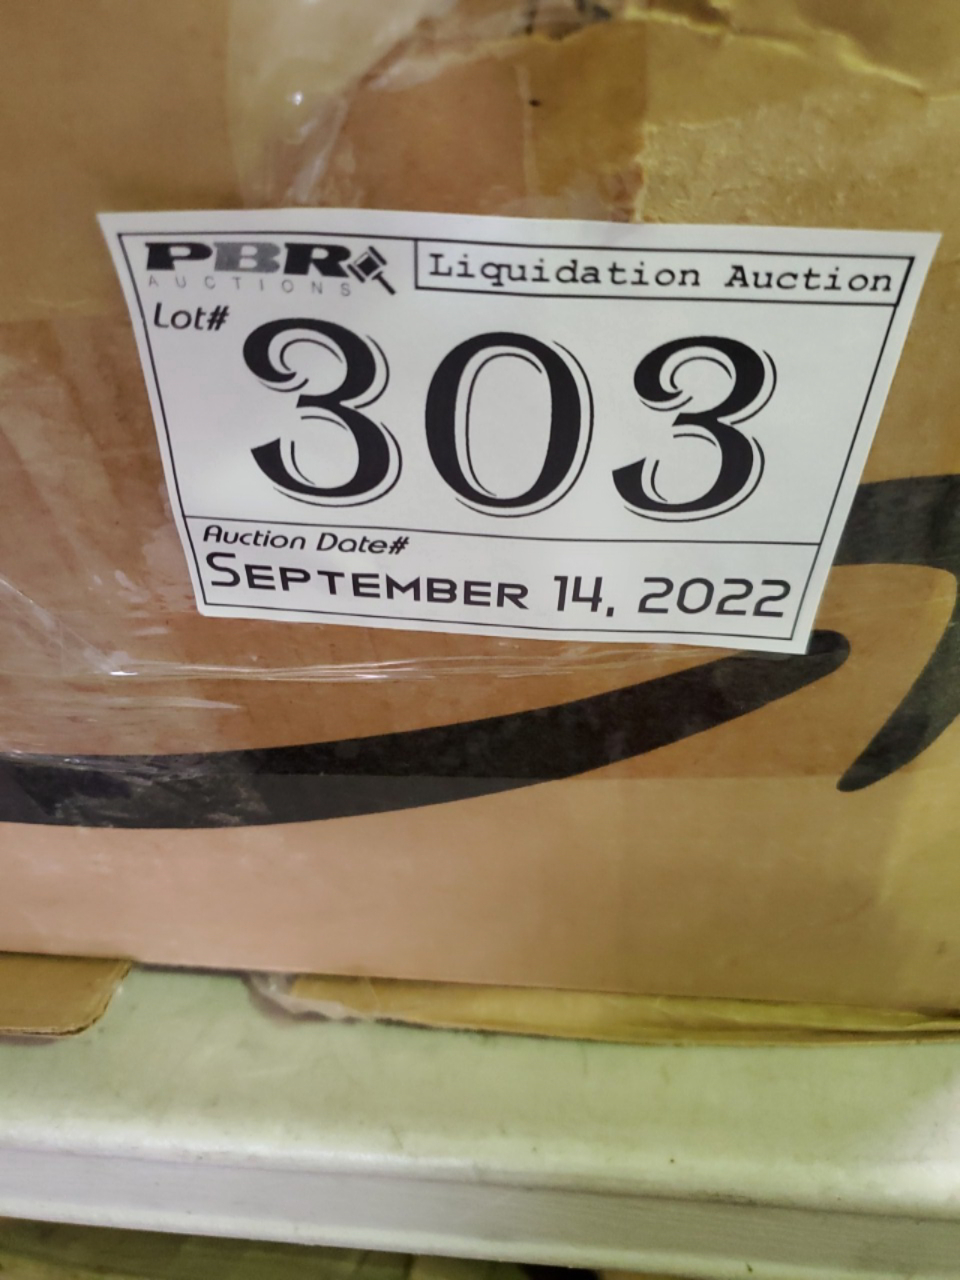 PBR
AUCTIONS
Liquidation Auction
Lot#
303
Auction Date#
September 14, 2022